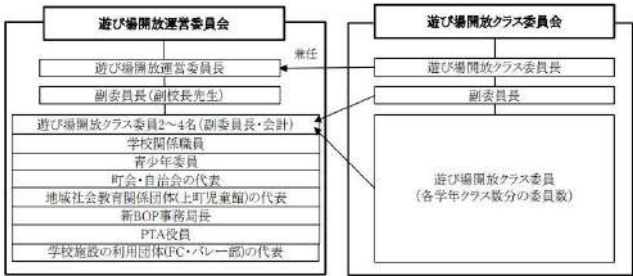 遊び場開放運営委員会
遊び場開放運営委員長
副委員長(副校長先生)
遊び場開放クラス委員2～4名(副委員長・会計)
学校関係職員
青少年委員
町会・自治会の代表
地域社会教育関係団体(上町児童館)の代表
新BOP事務局長
PTA役員
学校施設の利用団体(FC・バレー部)の代表
兼任
遊び場開放クラス委員会
遊び場開放クラス委員長
副委員長
遊び場開放クラス委員
(各学年クラス数分の委員数)